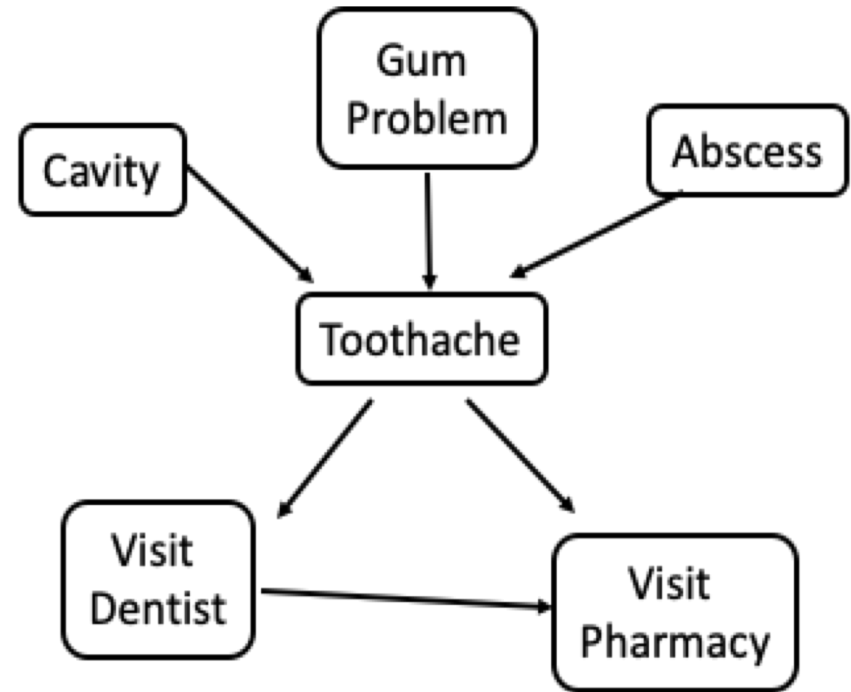 Gum
Problem
Cavity
Abscess
Toothache
Visit
Dentist
Visit
Pharmacy